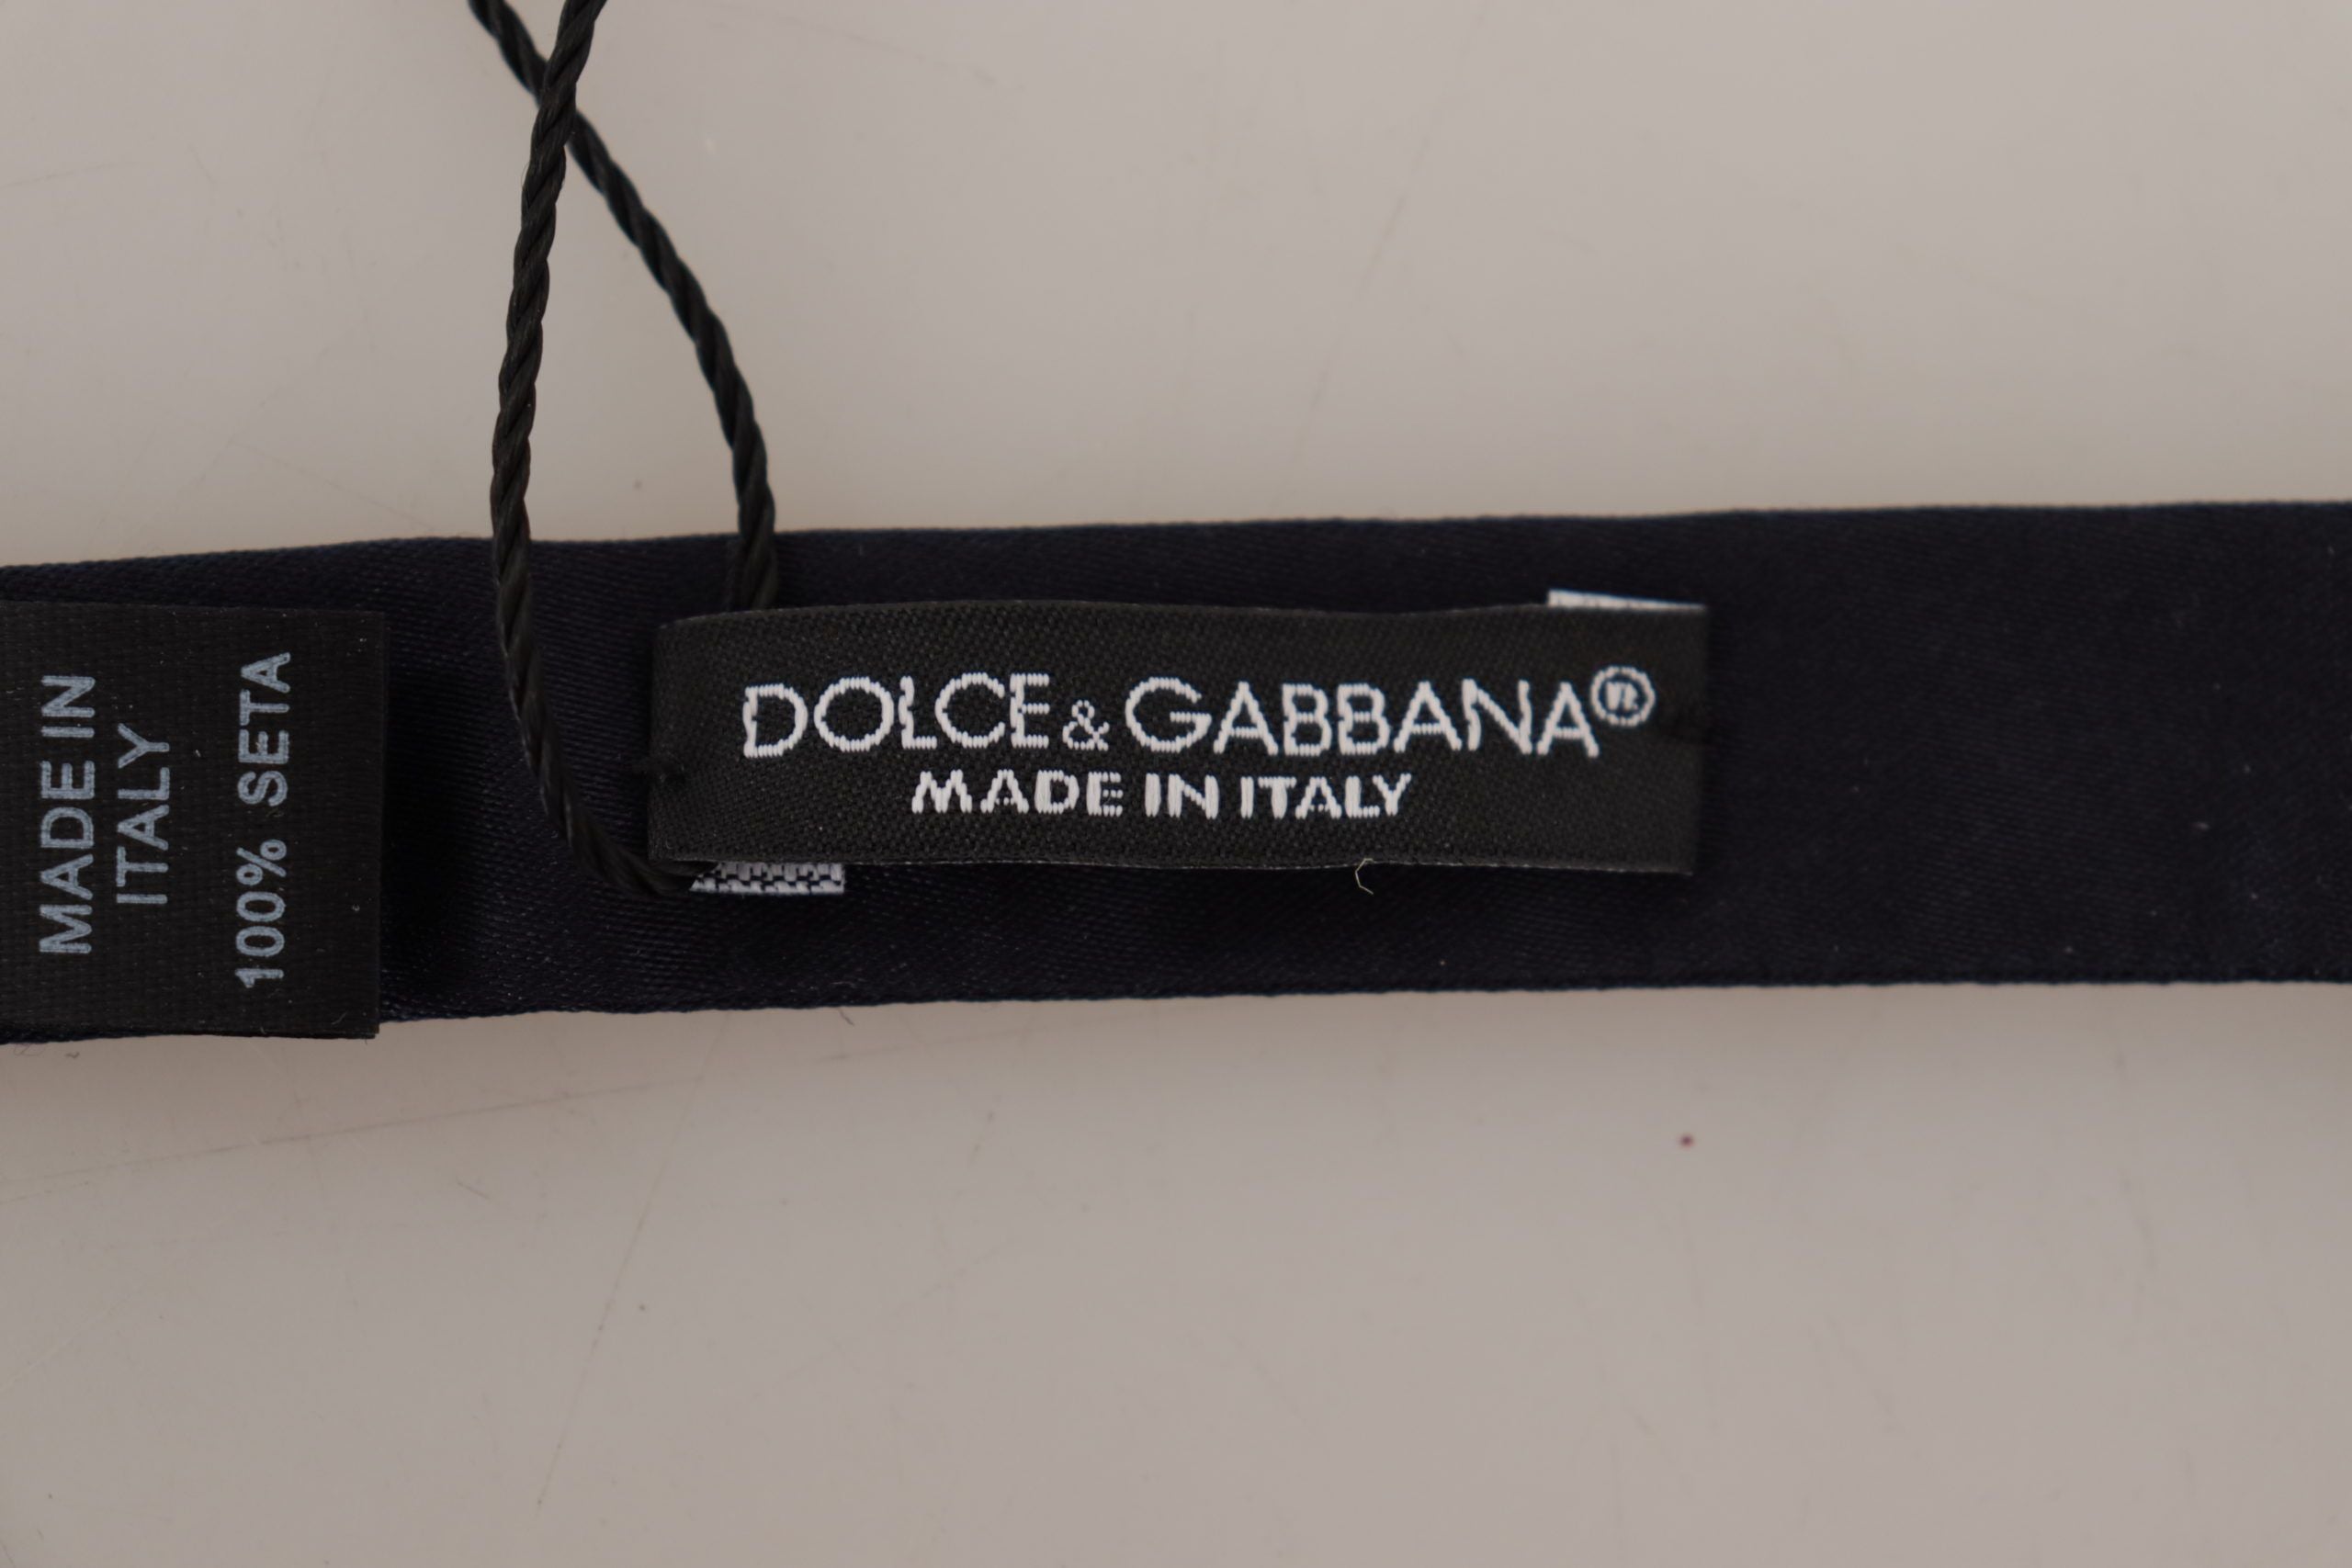 MADE IN
ITALY
100% SETA
DOLCE & GABBANA®
MADE IN ITALY